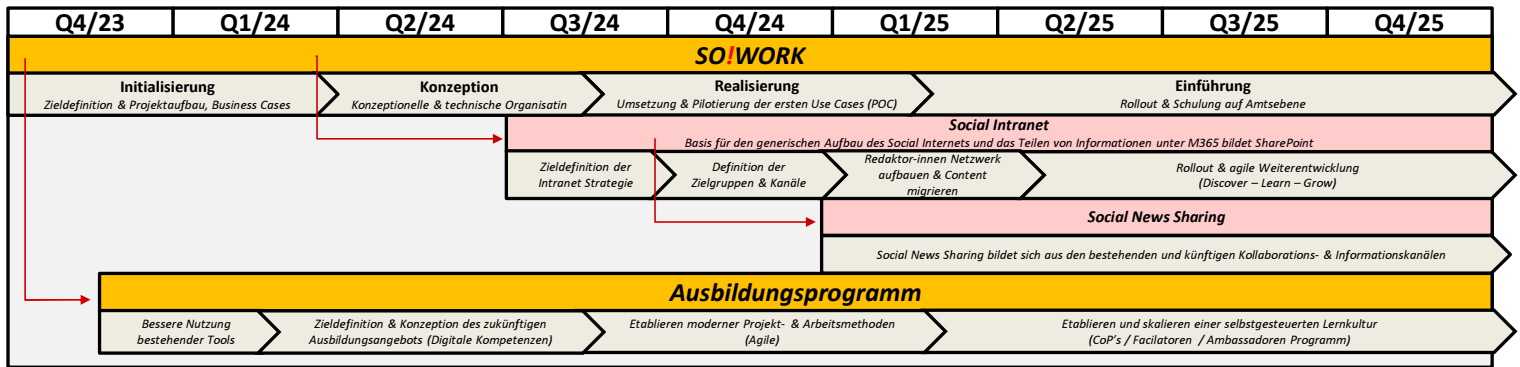 Q4/23 Q1/24 Q2/24 Q3/24 Q4/24 Q1/25 Q2/25 Q3/25 Q4/25
SO!WORK
Initialisierung
Zieldefinition & Projektaufbau, Business Cases
Konzeption
Konzeptionelle & technische Organisatin
Realisierung
Umsetzung & Pilotierung der ersten Use Cases (POC)
Einführung
Rollout & Schulung auf Amtsebene
Social Intranet
Basis für den generischen Aufbau des Social Internets und das Teilen von Informationen unter M365 bildet SharePoint
Zieldefinition der
Intranet Strategie
Definition der
Zielgruppen & Kanäle
Redaktor-innen Netzwerk
aufbauen & Content
migrieren
Rollout & agile Weiterentwicklung
(Discover – Learn – Grow)
Social News Sharing
Social News Sharing bildet sich aus den bestehenden und künftigen Kollaborations- & Informationskanälen
Ausbildungsprogramm
Bessere Nutzung
bestehender Tools
Zieldefinition & Konzeption des zukünftigen
Ausbildungsangebots (Digitale Kompetenzen)
Etablieren moderner Projekt- & Arbeitsmethoden
(Agile)
Etablieren und skalieren einer selbstgesteuerten Lernkultur
(CoP's / Facilatoren / Ambassadoren Programm)